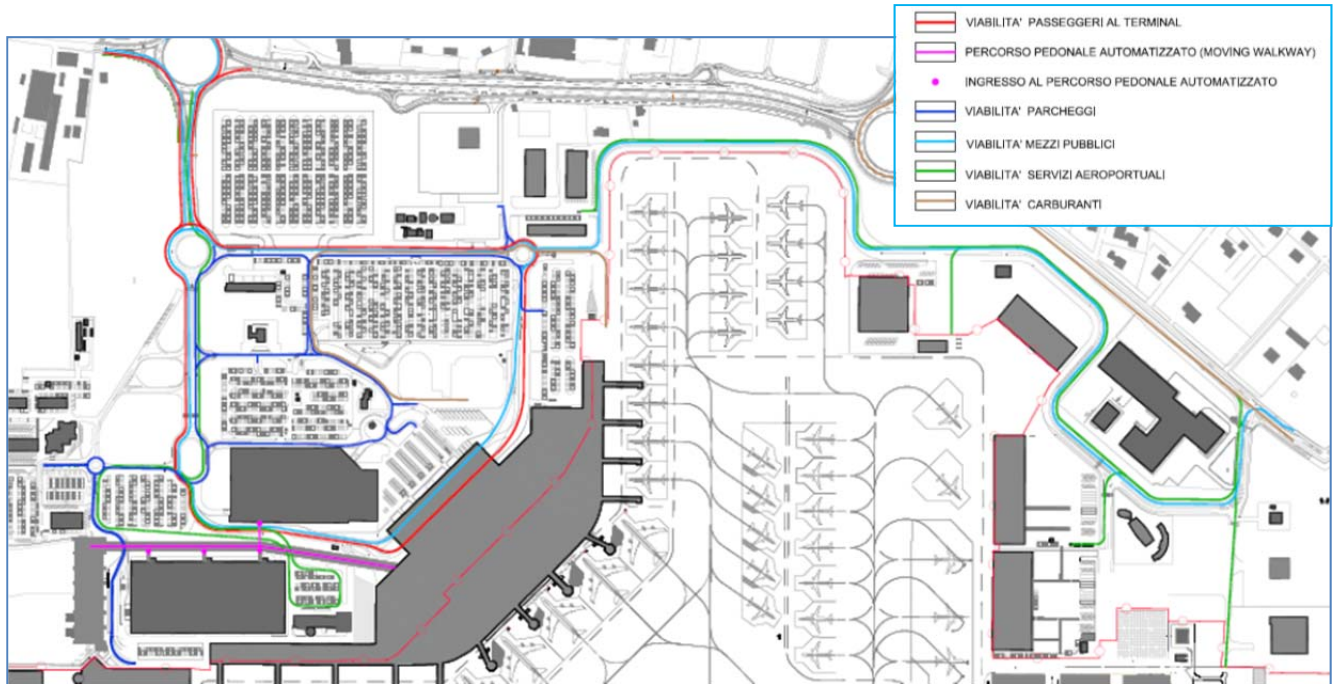 VIABILITA' PASSEGGERI AL TERMINAL
PERCORSO PEDONALE AUTOMATIZZATO (MOVING WALKWAY)
INGRESSO AL PERCORSO PEDONALE AUTOMATIZZATO
VIABILITA' PARCHEGGI
VIABILITA' MEZZI PUBBLICI
VIABILITA' SERVIZI AEROPORTUALI
VIABILITA' CARBURANTI